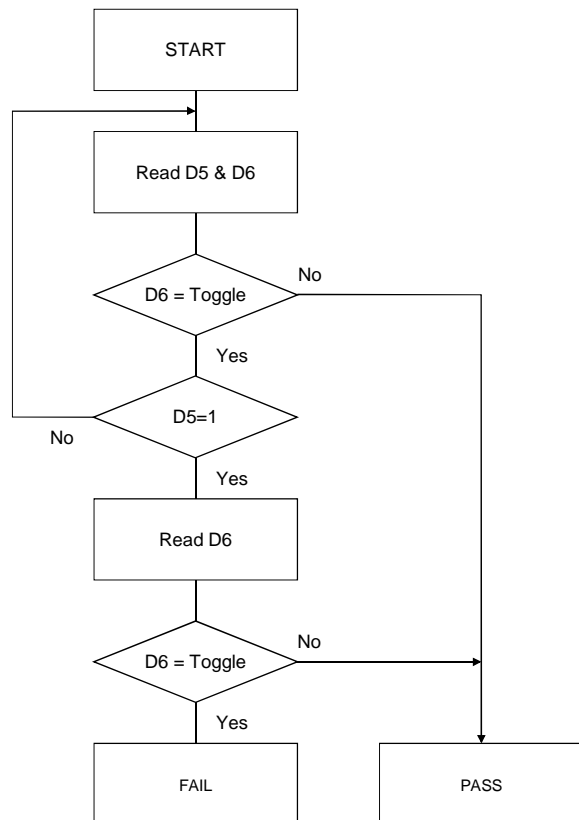 START
Read D5 & D6
No
D6 = Toggle
Yes
D5=1
No
Yes
Read D6
No
D6 = Toggle
Yes
FAIL
PASS